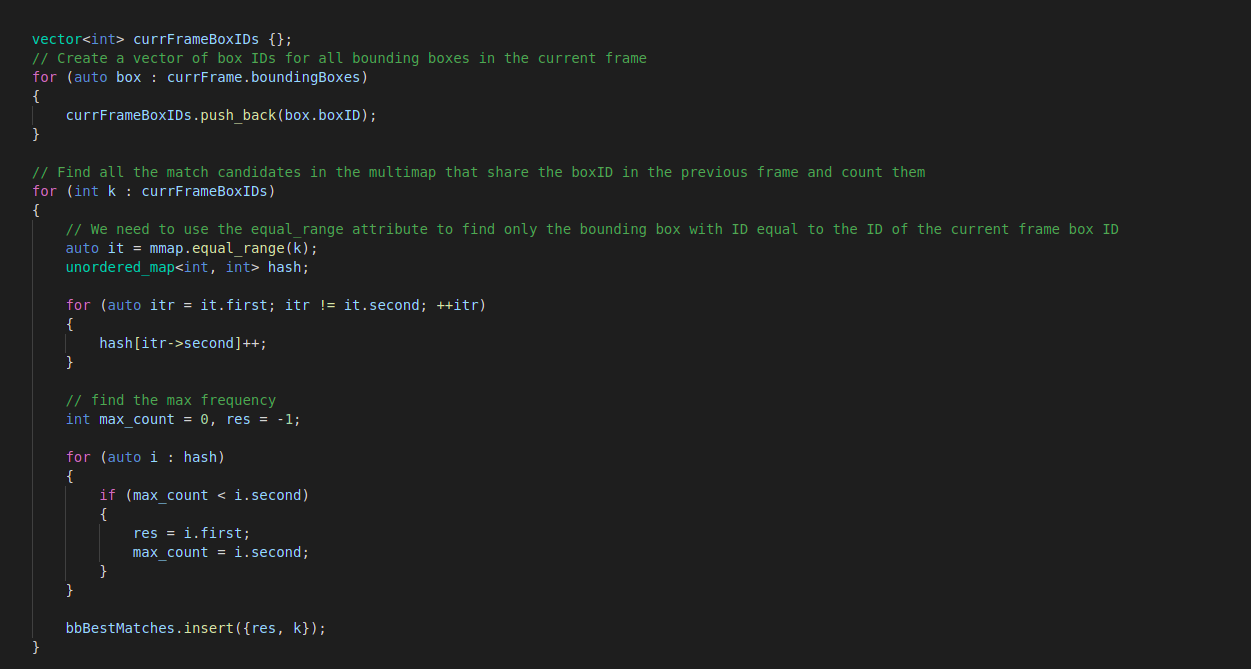 vector<int> currFrameBoxIDs {};
// Create a vector of box IDs for all bounding boxes in the current frame
for (auto box : currFrame.boundingBoxes)
{
    currFrameBoxIDs.push_back(box.boxID);
}

// Find all the match candidates in the multimap that share the boxID in the previous frame and count them
for (int k : currFrameBoxIDs)
{
    // We need to use the equal_range attribute to find only the bounding box with ID equal to the ID of the current frame box ID
    auto it = mmap.equal_range(k);
    unordered_map<int, int> hash;

    for (auto itr = it.first; itr != it.second; ++itr)
    {
        hash[itr->second]++;
    }

    // find the max frequency
    int max_count = 0, res = -1;

    for (auto i : hash)
    {
        if (max_count < i.second)
        {
            res = i.first;
            max_count = i.second;
        }
    }

    bbBestMatches.insert({res, k});
}